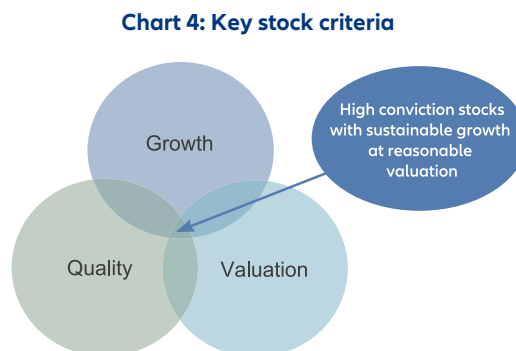 Chart 4: Key stock criteria
High conviction stocks
with sustainable growth
at reasonable
valuation
Growth
Quality
Valuation